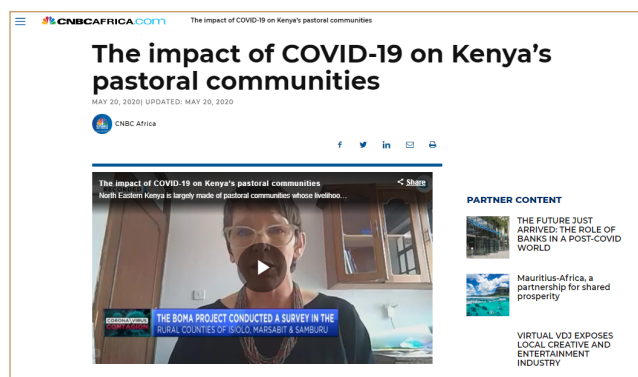 CNBCAFRICA.COM
The impact of COVID-19 on Kenya's pastoral communities
The impact of COVID-19 on Kenya’s
pastoral communities
MAY 20, 2020| UPDATED: MAY 20, 2020
CNBC Africa
The impact of COVID-19 on Kenya's pastoral communities
Share
North Eastern Kenya is largely made of pastoral communities whose livelihoo…
CORONAVIRUS
CONTAGION
THE BOMA PROJECT CONDUCTED A SURVEY IN THE
RURAL COUNTIES OF ISIOLO, MARSABIT & SAMBURU
PARTNER CONTENT
THE FUTURE JUST
ARRIVED: THE ROLE OF
BANKS IN A POST-COVID
WORLD
Mauritius-Africa, a
partnership for shared
prosperity
VIRTUAL VDJ EXPOSES
LOCAL CREATIVE AND
ENTERTAINMENT
INDUSTRY